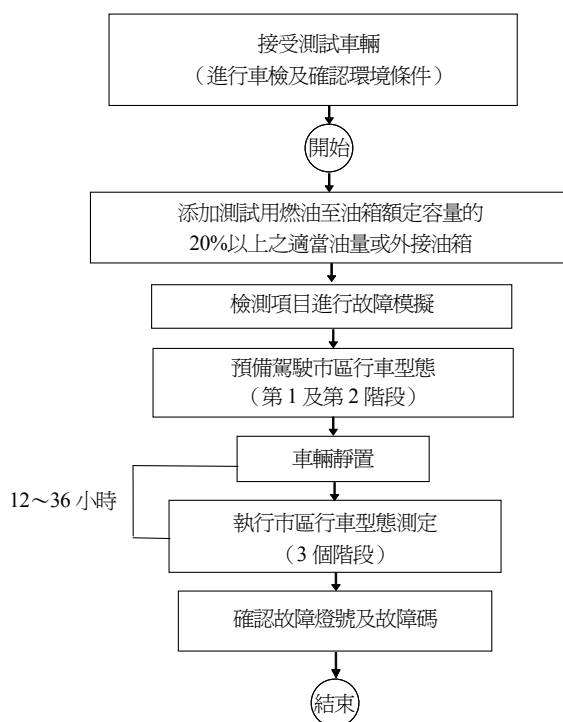 接受測試車輛
（進行車檢及確認環境條件）
開始
添加測試用燃油至油箱額定容量的
20%以上之適當油量或外接油箱
檢測項目進行故障模擬
預備駕駛市區行車型態
（第 1 及第 2 階段）
車輛靜置
12～36 小時
執行市區行車型態測定
（3 個階段）
確認故障燈號及故障碼
結束